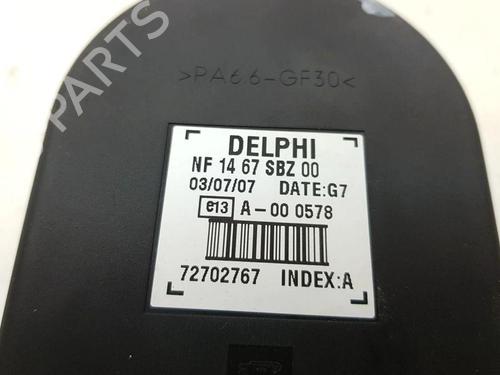 >PA6.6-GF30<
DELPHI
NF 14 67 SBZ 00
03/07/07 DATE:G7
e13 A-00 0578
72702767 INDEX:A
B-PARTS